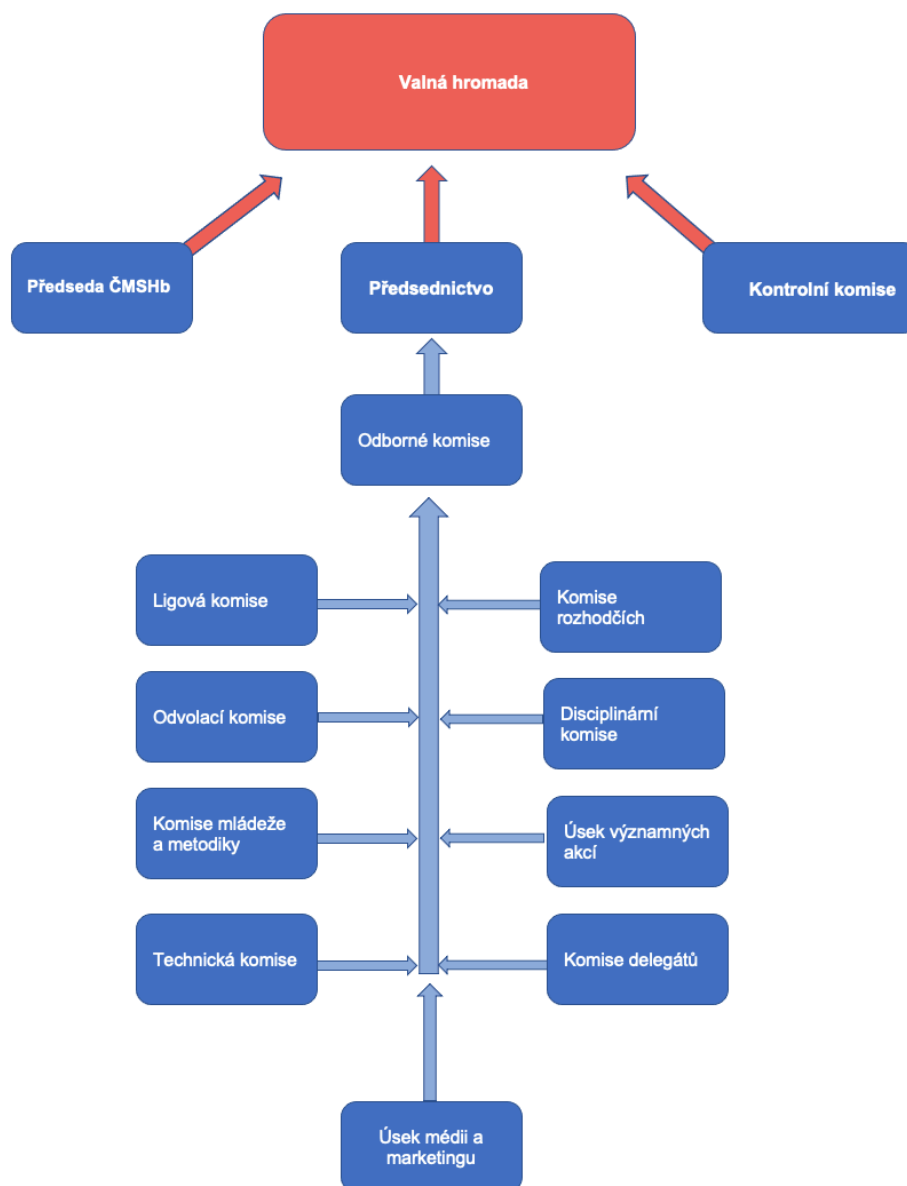 Valná hromada
Předseda ČMSHb
Předsednictvo
Kontrolní komise
Odborné komise
Ligová komise
Komise
rozhodčích
Odvolací komise
Disciplinární
komise
Komise mládeže
a metodiky
Úsek významných
akcí
Technická komise
Komise delegátů
Úsek médii a
marketingu